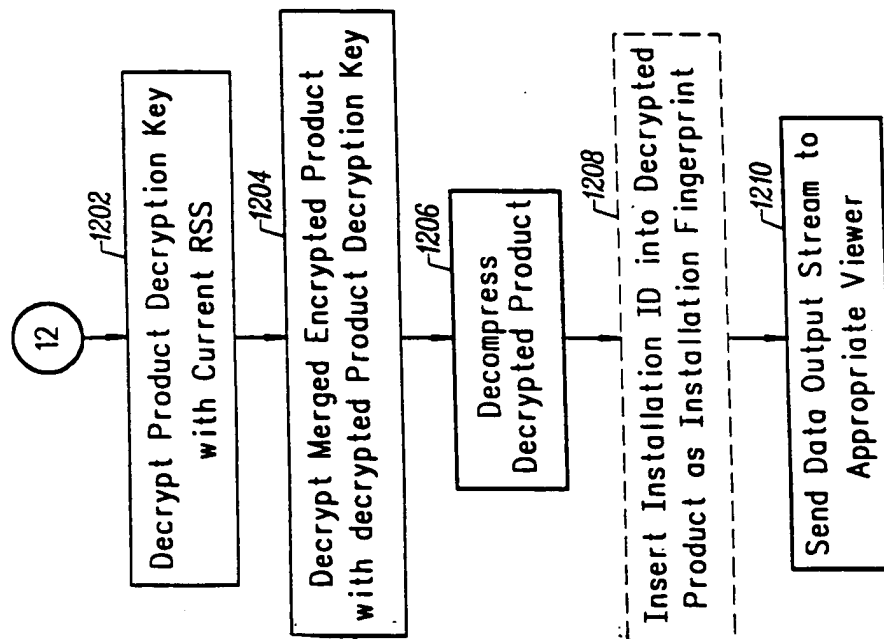 12
1202
Decrypt Product Decryption Key
with Current RSS
1204
Decrypt Merged Encrypted Product
with decrypted Product Decryption Key
1206
Decompress
Decrypted Product
1208
Insert Installation ID into Decrypted
Product as Installation Fingerprint
1210
Send Data Output Stream to
Appropriate Viewer